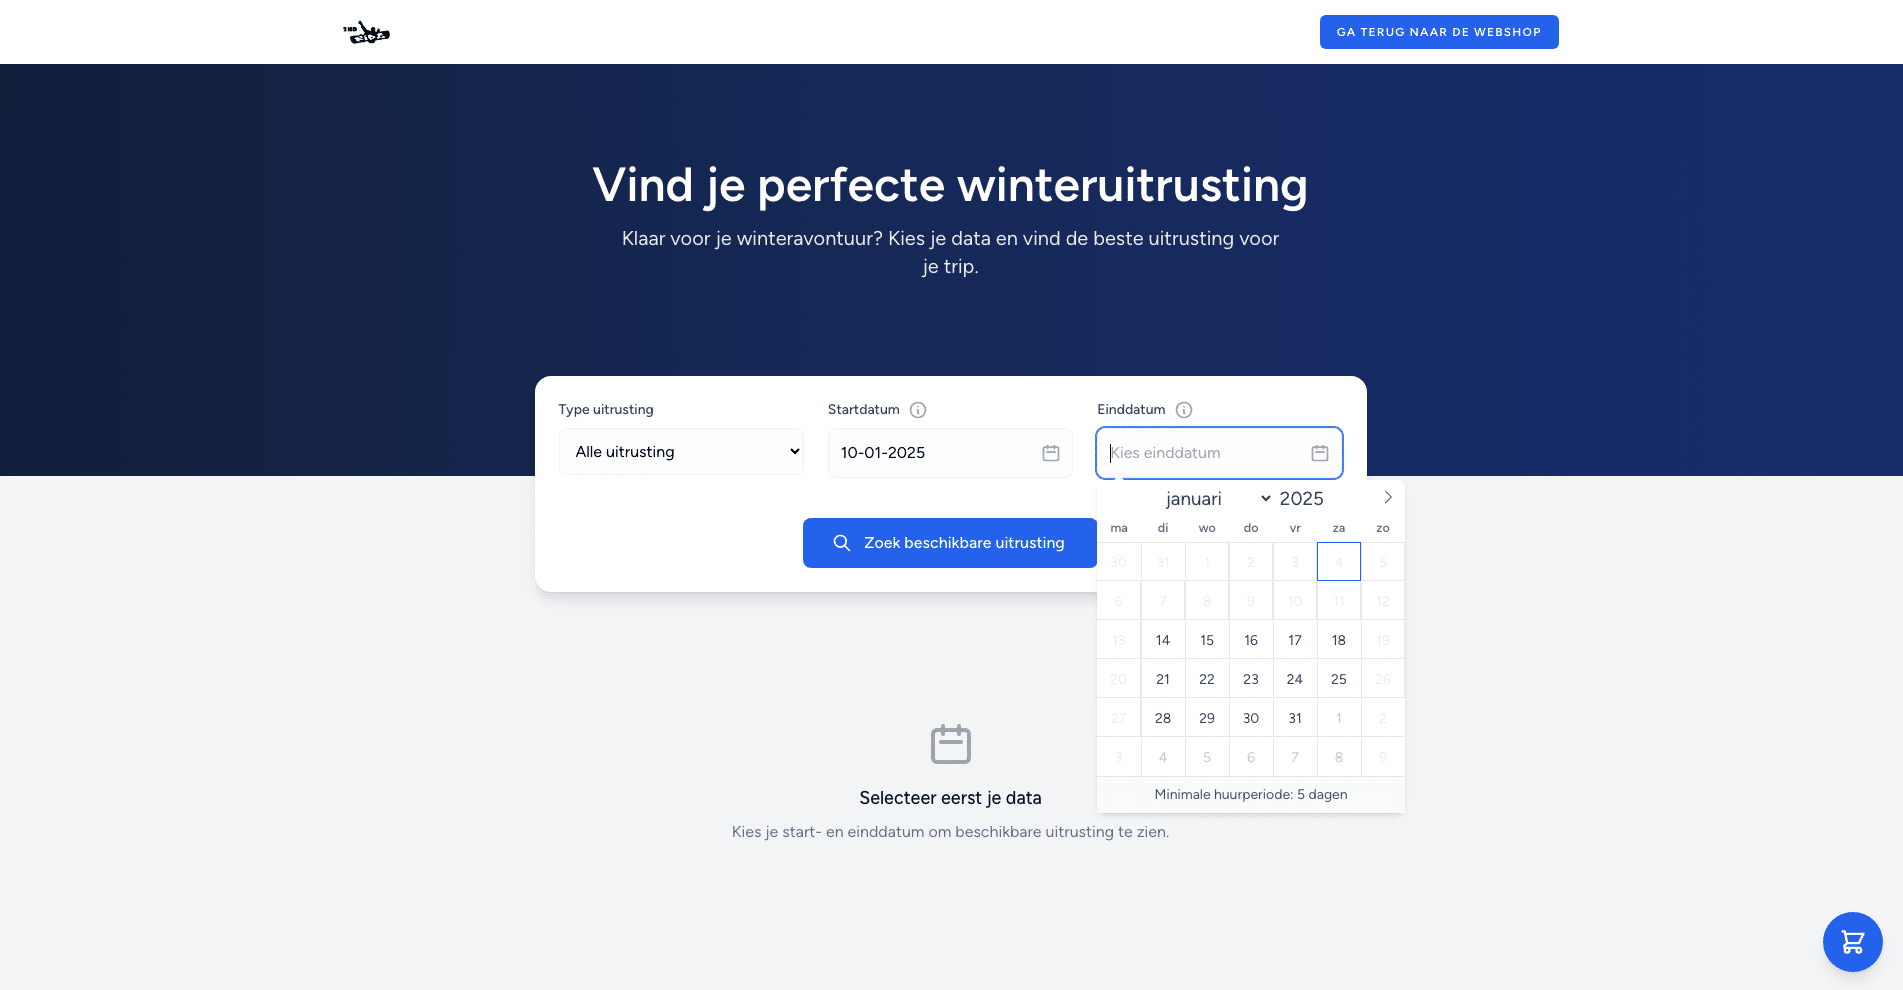 2ND
RIDE
GA TERUG NAAR DE WEBSHOP
Vind je perfecte winteruitrusting
Klaar voor je winteravontuur? Kies je data en vind de beste uitrusting voor
je trip.
Type uitrusting
Startdatum
Einddatum
Alle uitrusting
10-01-2025
Kies einddatum
januari 2025
ma di wo do vr za zo
30 31 1 2 3 4 5
6 7 8 9 10 11 12
13 14 15 16 17 18 19
20 21 22 23 24 25 26
27 28 29 30 31 1 2
3 4 5 6 7 8 9
Minimale huurperiode: 5 dagen
Zoek beschikbare uitrusting
Selecteer eerst je data
Kies je start- en einddatum om beschikbare uitrusting te zien.